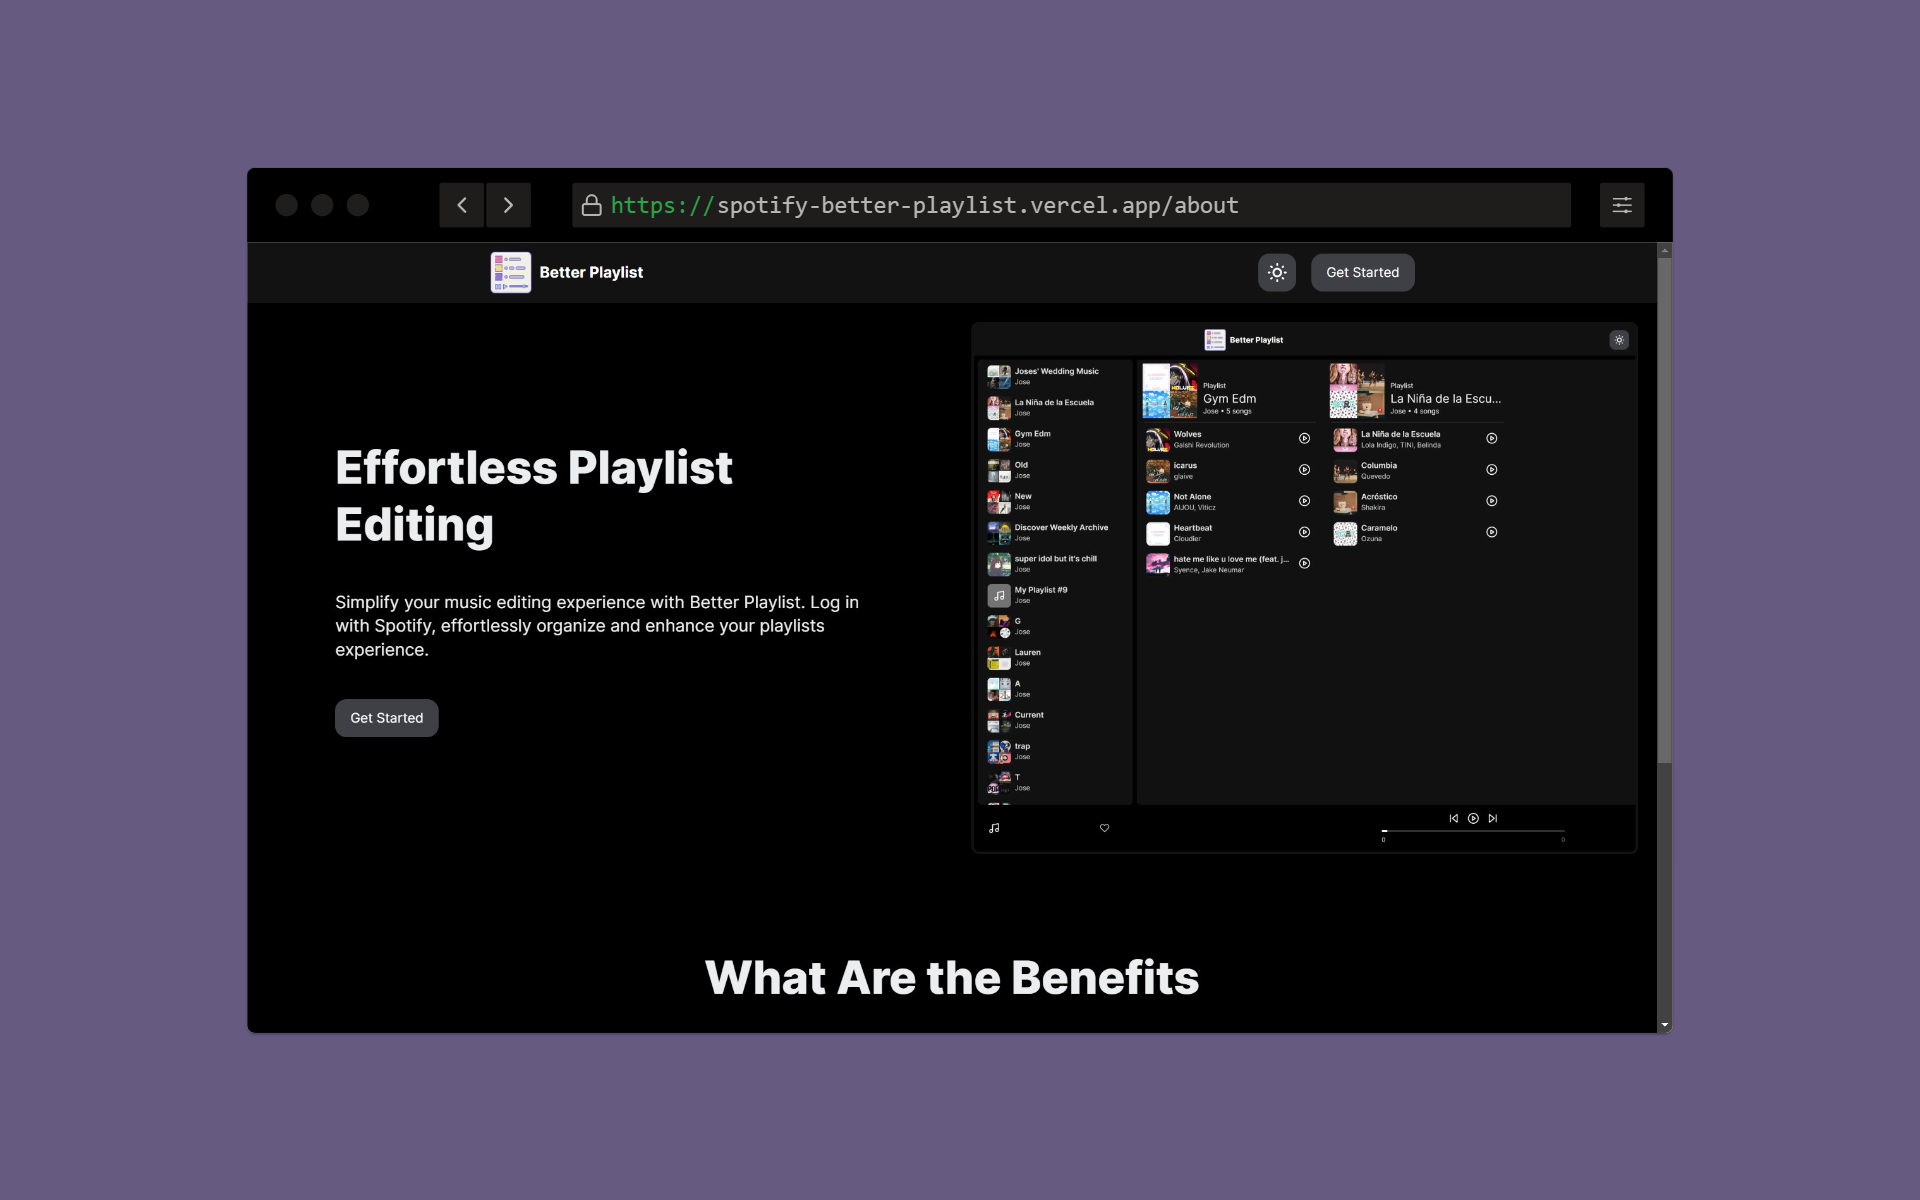 https://spotify-better-playlist.vercel.app/about
Better Playlist
Get Started
Effortless Playlist
Editing
Simplify your music editing experience with Better Playlist. Log in
with Spotify, effortlessly organize and enhance your playlists
experience.
Get Started
Better Playlist
Joses' Wedding Music
Jose
La Niña de la Escuela
Jose
Gym Edm
Jose
Old
Jose
New
Jose
Discover Weekly Archive
Jose
super idol but it's chill
Jose
My Playlist #9
Jose
G
Jose
Lauren
Jose
A
Jose
Current
Jose
trap
Jose
T
Jose
Playlist
Gym Edm
Jose • 5 songs
Wolves
Gaishi Revolution
icarus
glaive
Not Alone
AIJOU, Viticz
Heartbeat
Cloudier
hate me like u love me (feat. j...
Syence, Jake Neumar
Playlist
La Niña de la Escu...
Jose • 4 songs
La Niña de la Escuela
Lola Indigo, TINI, Belinda
Columbia
Quevedo
Acróstico
Shakira
Caramelo
Ozuna
0
0
What Are the Benefits